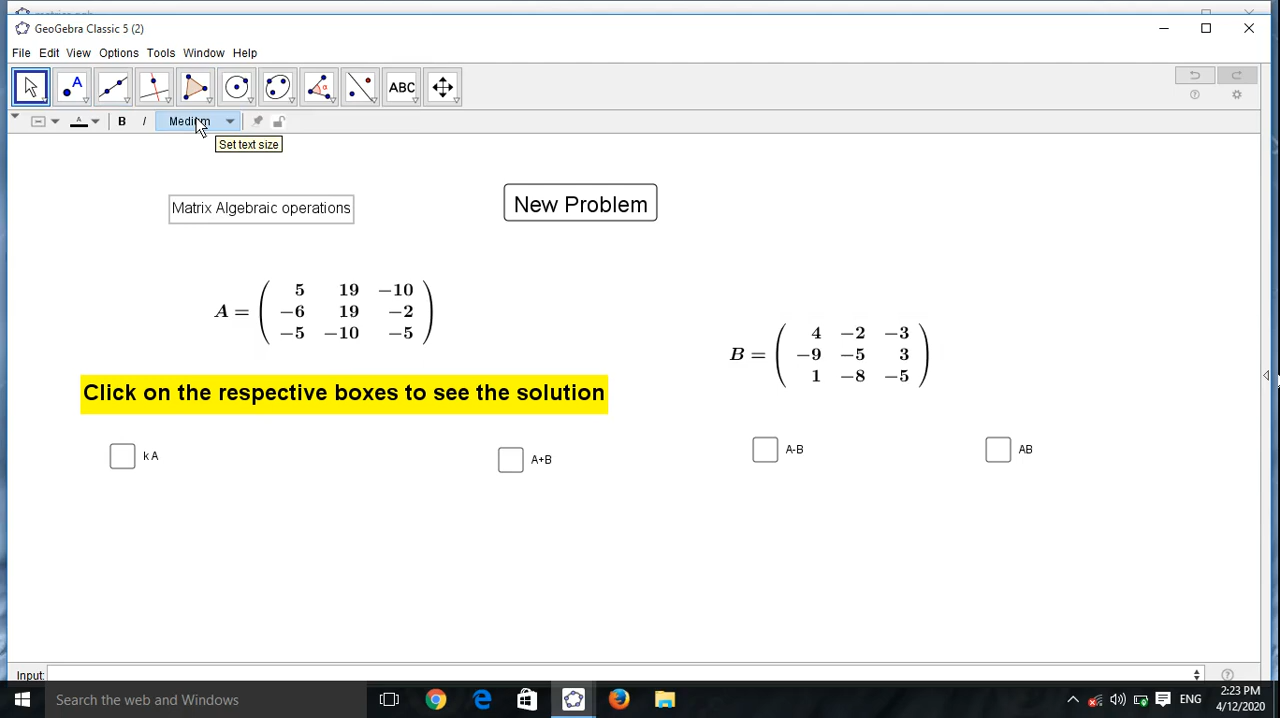 GeoGebra Classic 5 (2)
File Edit View Options Tools Window Help
A ABC
A B I Medium
Set text size
Matrix Algebraic operations
New Problem
A = ( 5 19 −10
−6 19 −2
−5 −10 −5 )
B = ( 4 −2 −3
−9 −5 3
1 −8 −5 )
Click on the respective boxes to see the solution
k A
A+B
A-B
AB
Input:
Search the web and Windows
ENG
2:23 PM
4/12/2020